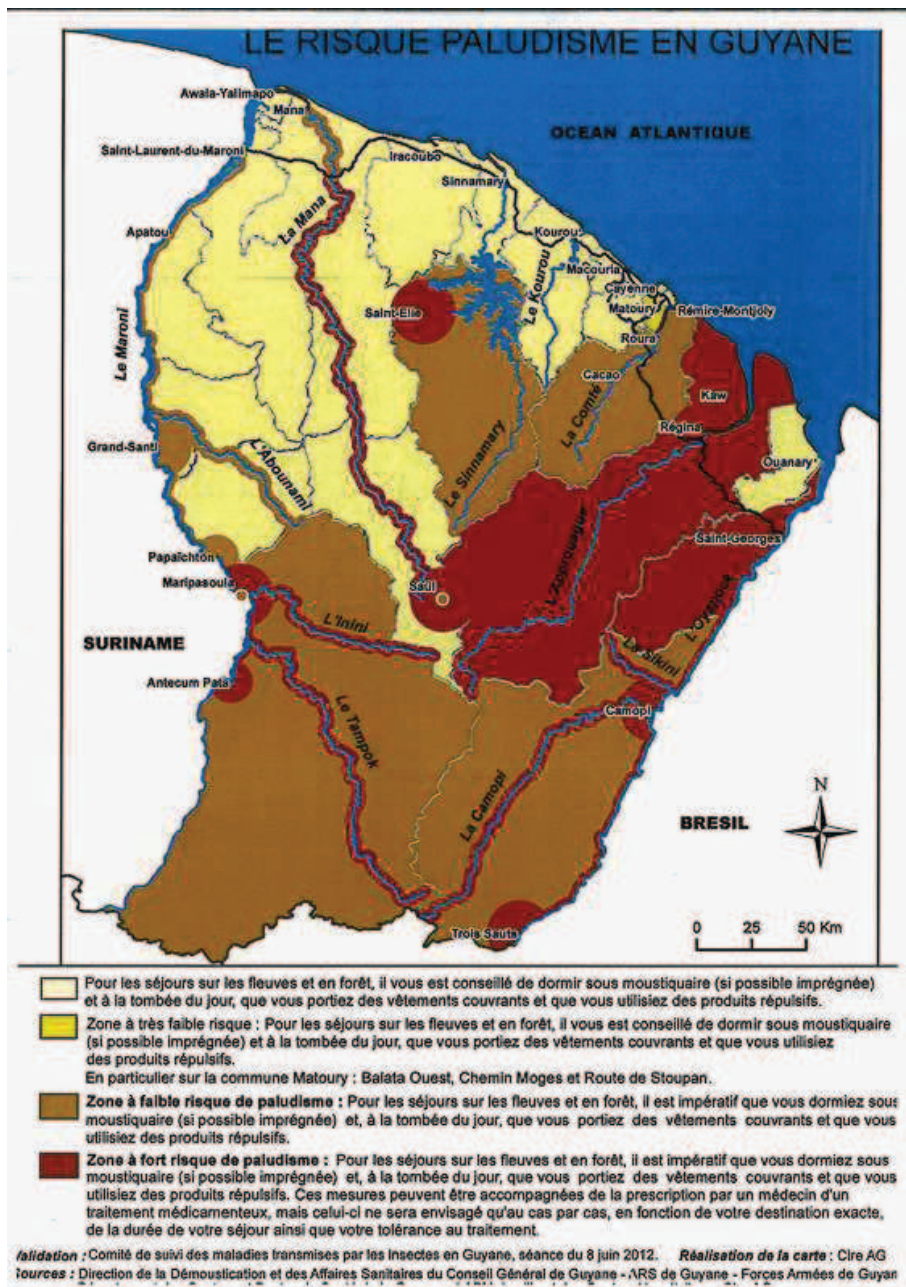 LE RISQUE PALUDISME EN GUYANE
OCEAN ATLANTIQUE
Awala-Yalimapo
Mana
Saint-Laurent-du-Maroni
Iracoubo
Sinnamary
La Mana
Apatou
Kourou
Macouria
Le Kourou
Cayenne
Matoury
Rémire-Montjoly
Saint-Elie
Roura
Le Maroni
Cacao
Kaw
La Comté
Régina
Grand-Santi
L'Abounami
Ouanary
Le Sinnamary
Saint-Georges
Papaïchton
L'Approuague
Maripasoula
Saül
L'Inini
L'Oyapock
SURINAME
Le Sikini
Antecum Pata
Camopi
Le Tampok
La Camopi
N
BRESIL
Trois Sauts
0 25 50 Km
Pour les séjours sur les fleuves et en forêt, il vous est conseillé de dormir sous moustiquaire (si possible imprégnée)
et à la tombée du jour, que vous portiez des vêtements couvrants et que vous utilisiez des produits répulsifs.
Zone à très faible risque : Pour les séjours sur les fleuves et en forêt, il vous est conseillé de dormir sous moustiquaire
(si possible imprégnée) et à la tombée du jour, que vous portiez des vêtements couvrants et que vous utilisiez
des produits répulsifs.
En particulier sur la commune Matoury : Balata Ouest, Chemin Moges et Route de Stoupan.
Zone à faible risque de paludisme : Pour les séjours sur les fleuves et en forêt, il est impératif que vous dormiez sous
moustiquaire (si possible imprégnée) et, à la tombée du jour, que vous portiez des vêtements couvrants et que vous
utilisiez des produits répulsifs.
Zone à fort risque de paludisme : Pour les séjours sur les fleuves et en forêt, il est impératif que vous dormiez sous
moustiquaire (si possible imprégnée) et, à la tombée du jour, que vous portiez des vêtements couvrants et que vous
utilisiez des produits répulsifs. Ces mesures peuvent être accompagnées de la prescription par un médecin d'un
traitement médicamenteux, mais celui-ci ne sera envisagé qu'au cas par cas, en fonction de votre destination exacte,
de la durée de votre séjour ainsi que votre tolérance au traitement.
Validation : Comité de suivi des maladies transmises par les Insectes en Guyane, séance du 8 juin 2012. Réalisation de la carte : Cire AG
Sources : Direction de la Démoustication et des Affaires Sanitaires du Conseil Général de Guyane - ARS de Guyane - Forces Armées de Guyan